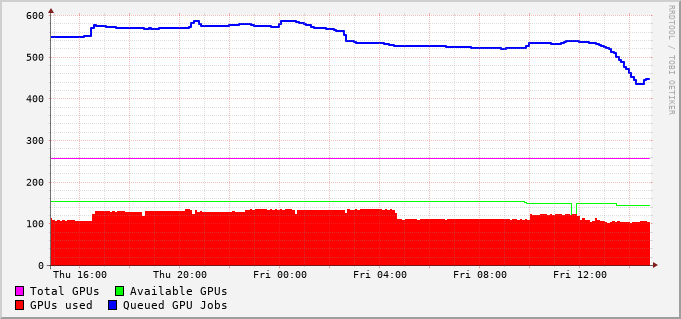 600
500
400
300
200
100
0
Thu 16:00 Thu 20:00 Fri 00:00 Fri 04:00 Fri 08:00 Fri 12:00
Total GPUs Available GPUs
GPUs used Queued GPU Jobs
RRDTOOL / TOBI OETIKER